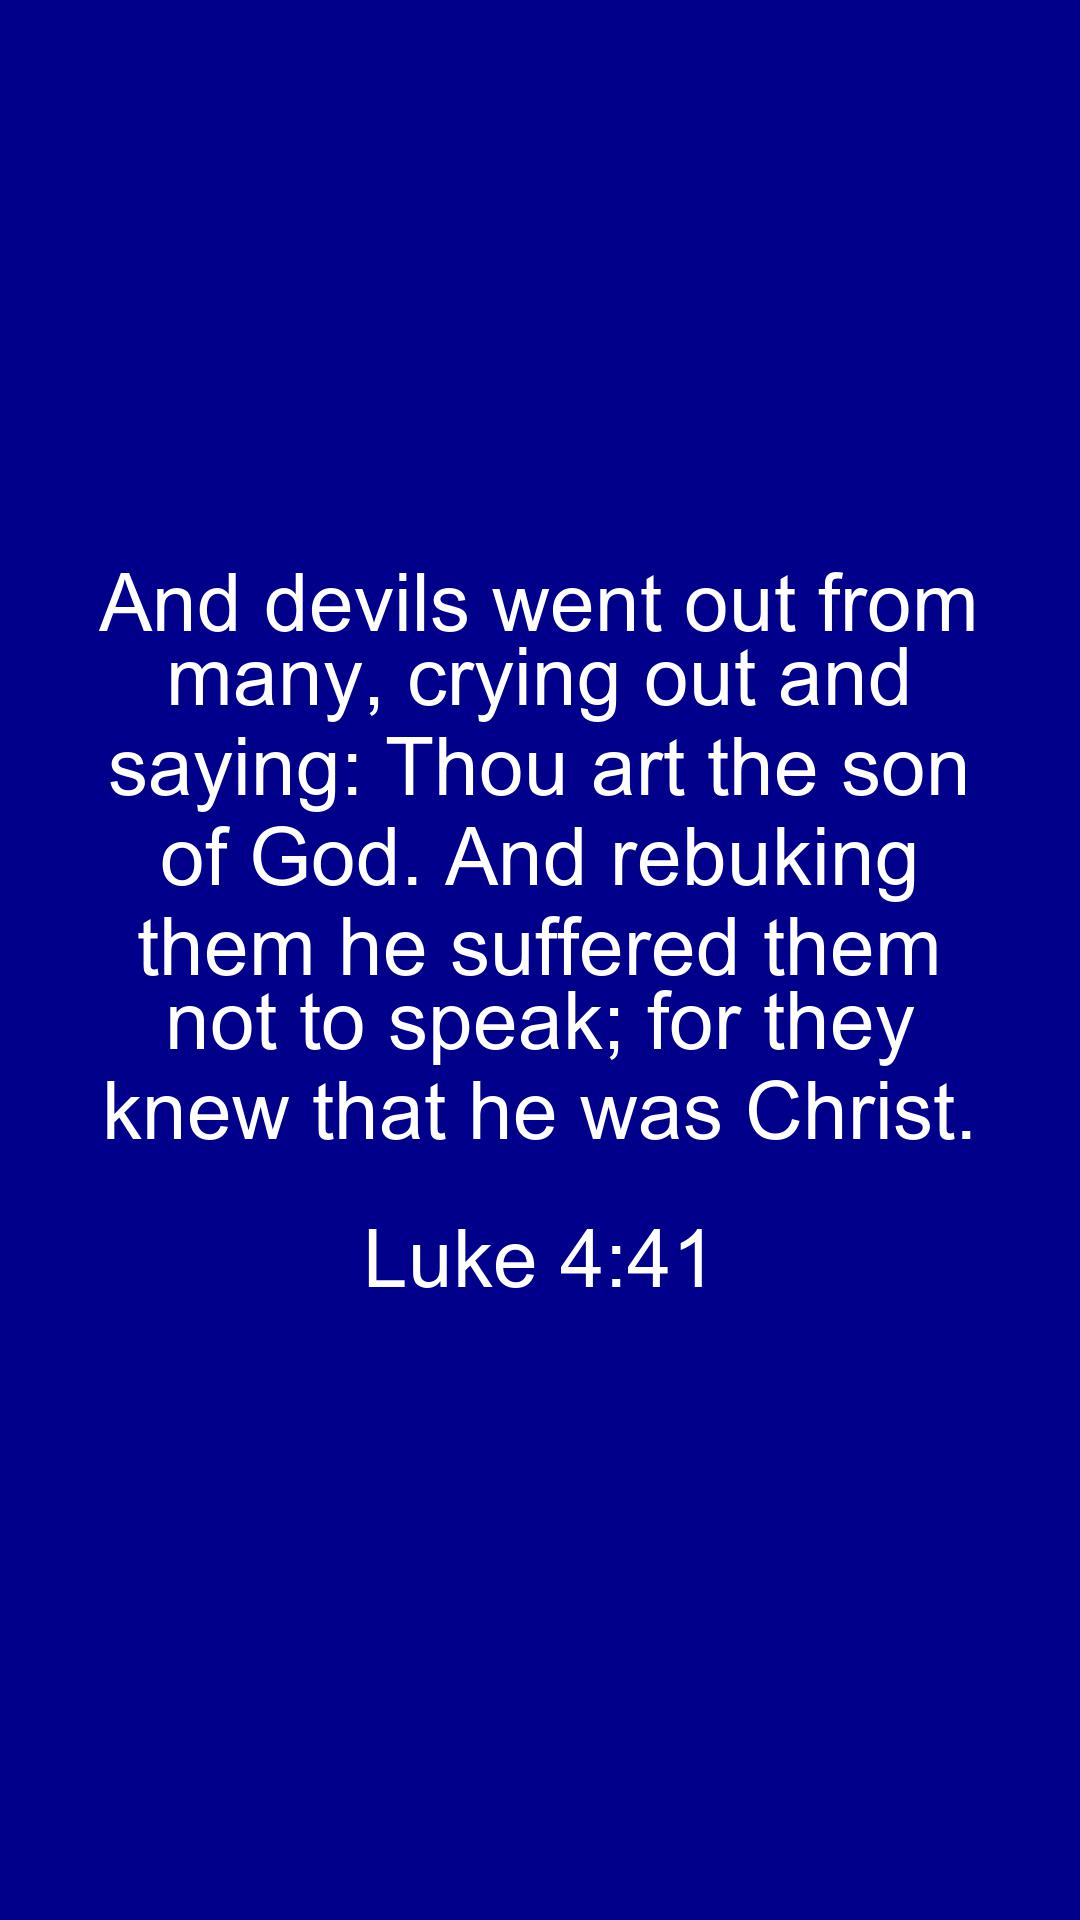 And devils went out from
many, crying out and
saying: Thou art the son
of God. And rebuking
them he suffered them
not to speak; for they
knew that he was Christ.
Luke 4:41